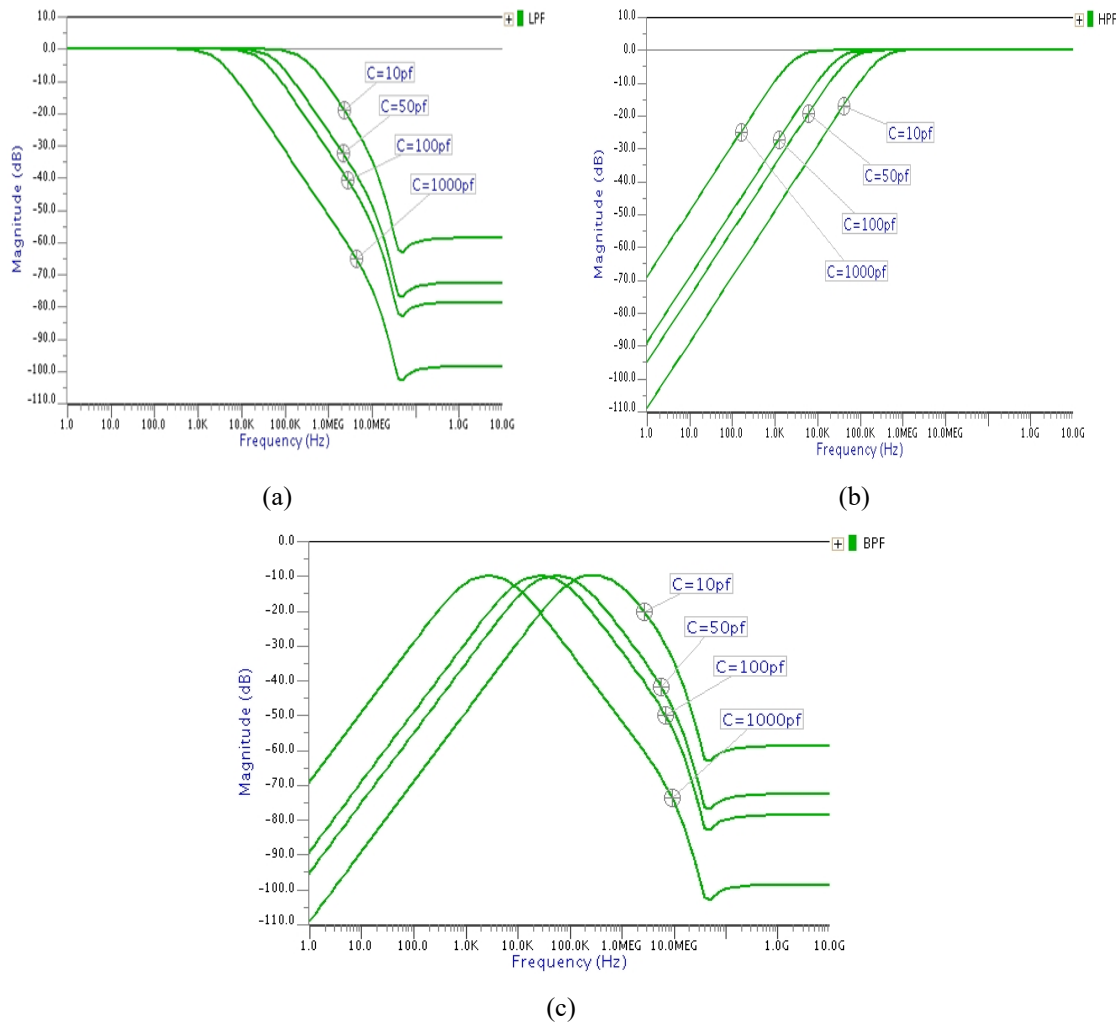 10.0
0.0
-10.0
-20.0
-30.0
-40.0
-50.0
-60.0
-70.0
-80.0
-90.0
-100.0
-110.0
Magnitude (dB)
LPF
C=10pf
C=50pf
C=100pf
C=1000pf
1.0 10.0 100.0 1.0K 10.0K 100.0K 1.0MEG 10.0MEG 1.0G 10.0G
Frequency (Hz)
(a)
10.0
0.0
-10.0
-20.0
-30.0
-40.0
-50.0
-60.0
-70.0
-80.0
-90.0
-100.0
-110.0
Magnitude (dB)
HPF
C=10pf
C=50pf
C=100pf
C=1000pf
1.0 10.0 100.0 1.0K 10.0K 100.0K 1.0MEG 10.0MEG 1.0G 10.0G
Frequency (Hz)
(b)
0.0
-10.0
-20.0
-30.0
-40.0
-50.0
-60.0
-70.0
-80.0
-90.0
-100.0
-110.0
Magnitude (dB)
BPF
C=10pf
C=50pf
C=100pf
C=1000pf
1.0 10.0 100.0 1.0K 10.0K 100.0K 1.0MEG 10.0MEG 1.0G 10.0G
Frequency (Hz)
(c)